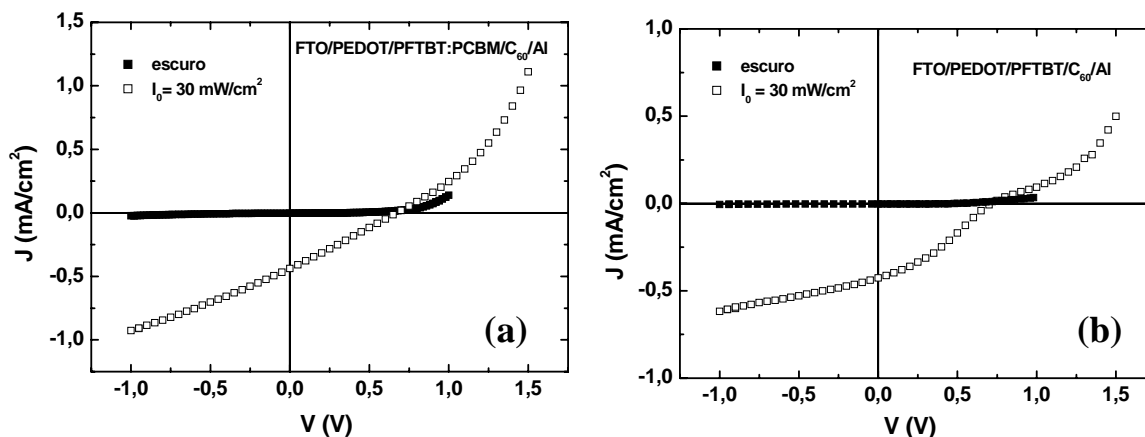 1,5
1,0
0,5
0,0
-0,5
-1,0
J (mA/cm²)
FTO/PEDOT/PFTBT:PCBM/C₆₀/Al
escuro
I₀= 30 mW/cm²
(a)
-1,0 -0,5 0,0 0,5 1,0 1,5
V (V)
1,0
0,5
0,0
-0,5
-1,0
J (mA/cm²)
escuro
FTO/PEDOT/PFTBT/C₆₀/Al
I₀= 30 mW/cm²
(b)
-1,0 -0,5 0,0 0,5 1,0 1,5
V (V)